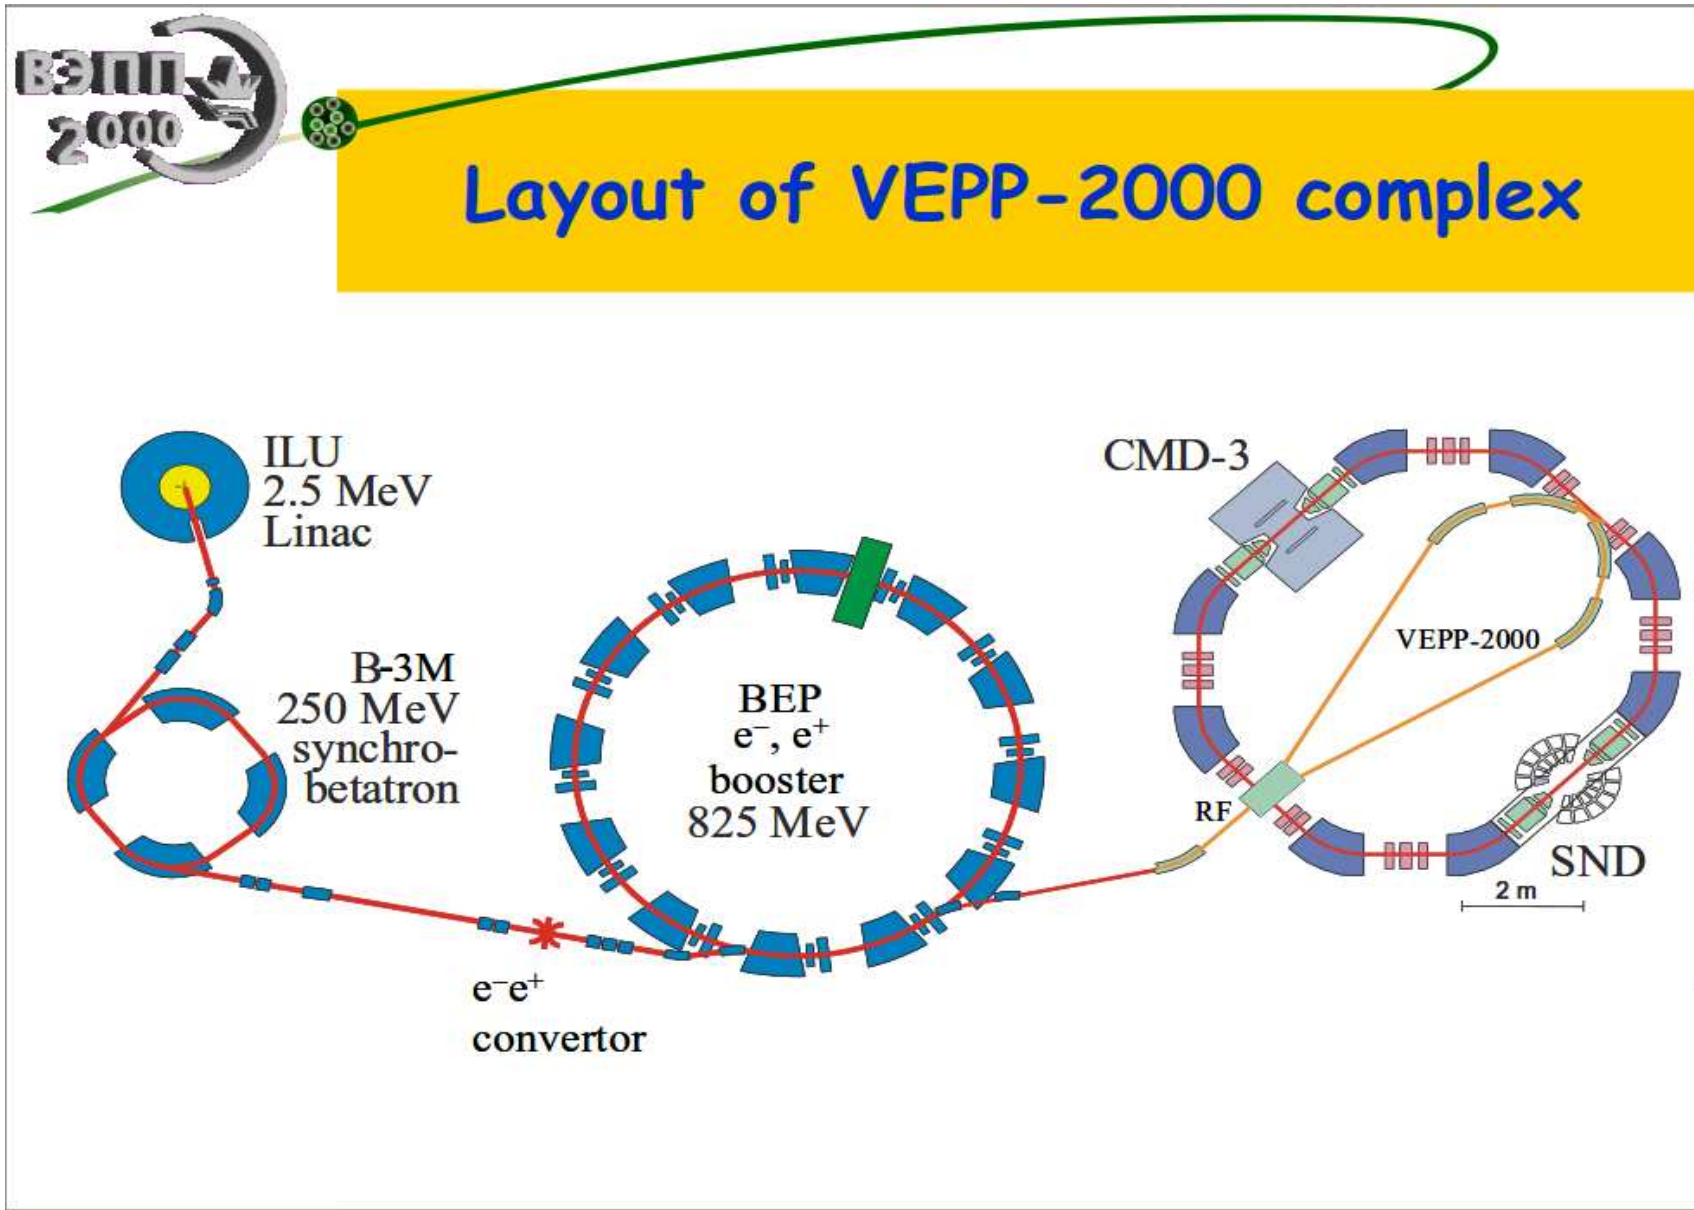 ВЭПП
2000
Layout of VEPP-2000 complex
ILU
2.5 MeV
Linac
B-3M
250 MeV
synchro-
betatron
e⁻e⁺
convertor
BEP
e⁻, e⁺
booster
825 MeV
CMD-3
VEPP-2000
RF
SND
2 m